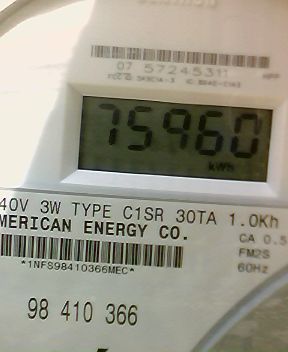 07 57245311
75960
kWh
40V 3W TYPE C1SR 30TA 1.0Kh
MERICAN ENERGY CO.
CA 0.5
FM2S
*1NFS98410366MEC*
60Hz
98 410 366